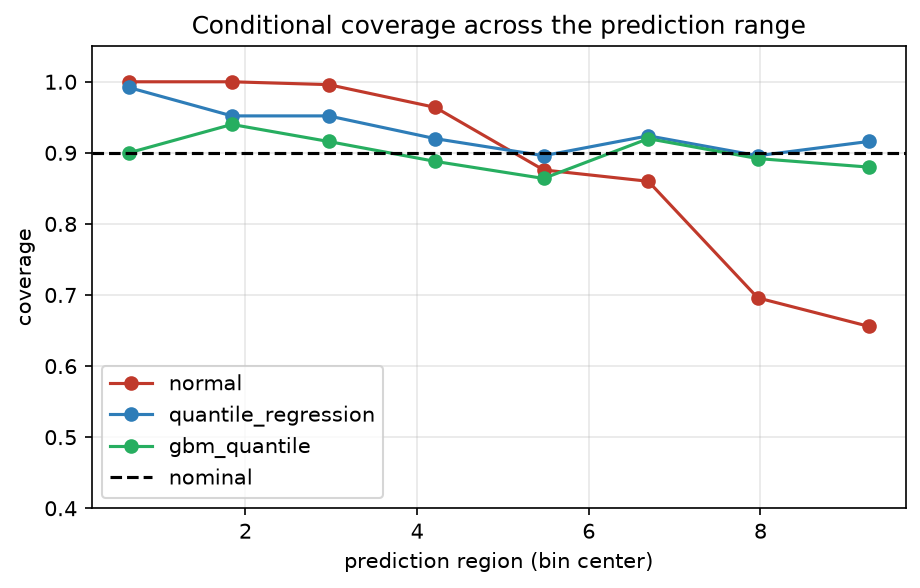 Conditional coverage across the prediction range
1.0
0.9
0.8
0.7
0.6
0.5
0.4
coverage
normal
quantile_regression
gbm_quantile
nominal
2
4
6
8
prediction region (bin center)